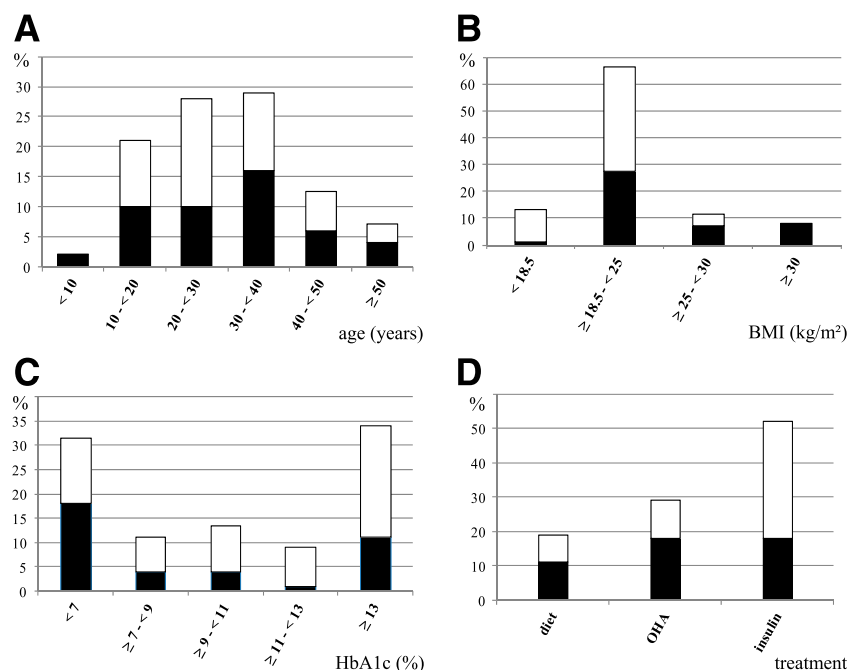 A
%
30
25
20
15
10
5
0
< 10
10 - < 20
20 - < 30
30 - < 40
40 - < 50
≥ 50
age (years)
B
%
60
50
40
30
20
10
0
< 18.5
≥ 18.5 - < 25
≥ 25 - < 30
≥ 30
BMI (kg/m²)
C
%
35
30
25
20
15
10
5
0
< 7
≥ 7 - < 9
≥ 9 - < 11
≥ 11 - < 13
≥ 13
HbA1c (%)
D
%
50
40
30
20
10
0
diet
OHA
insulin
treatment